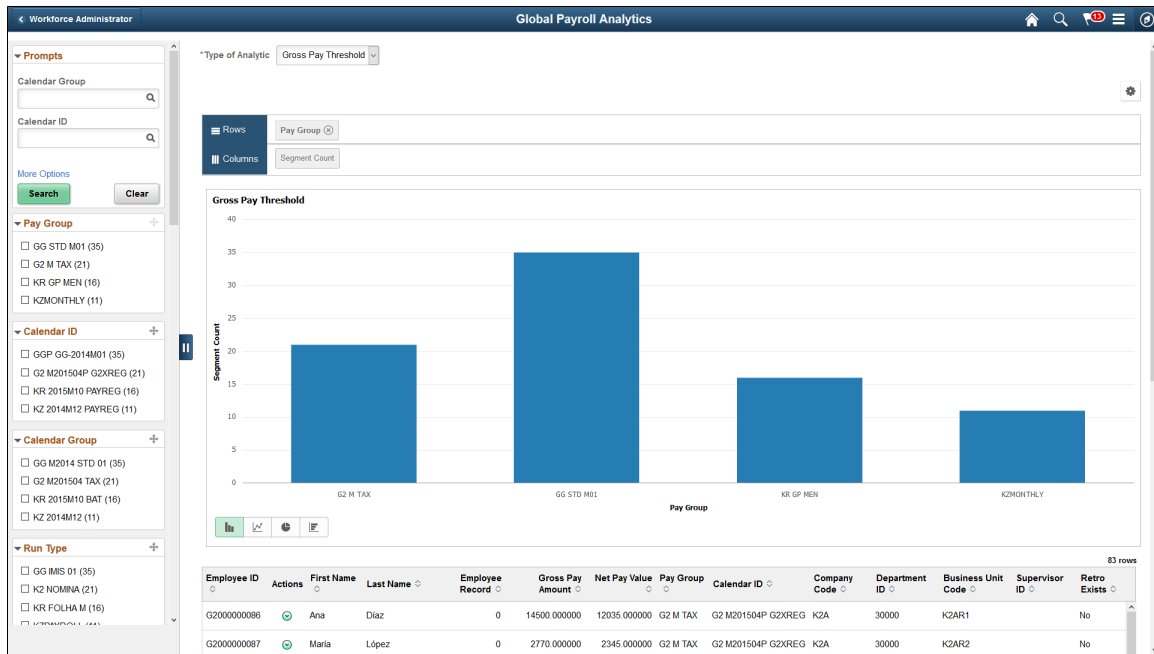 Workforce Administrator
Global Payroll Analytics
13
Prompts
Calendar Group
Calendar ID
More Options
Search
Clear
Pay Group
GG STD M01 (35)
G2 M TAX (21)
KR GP MEN (16)
KZMONTHLY (11)
Calendar ID
GGP GG-2014M01 (35)
G2 M201504P G2XREG (21)
KR 2015M10 PAYREG (16)
KZ 2014M12 PAYREG (11)
Calendar Group
GG M2014 STD 01 (35)
G2 M201504 TAX (21)
KR 2015M10 BAT (16)
KZ 2014M12 (11)
Run Type
GG IMIS 01 (35)
K2 NOMINA (21)
KR FOLHA M (16)
*Type of Analytic Gross Pay Threshold
Rows Pay Group
Columns Segment Count
Gross Pay Threshold
40
35
30
25
20
15
10
5
0
Segment Count
G2 M TAX GG STD M01 KR GP MEN KZMONTHLY
Pay Group
83 rows
Employee ID Actions First Name Last Name Employee Record Gross Pay Amount Net Pay Value Pay Group Calendar ID Company Code Department ID Business Unit Code Supervisor ID Retro Exists
G2000000086 Ana Díaz 0 14500.000000 12035.000000 G2 M TAX G2 M201504P G2XREG K2A 30000 K2AR1 No
G2000000087 María López 0 2770.000000 2345.000000 G2 M TAX G2 M201504P G2XREG K2A 30000 K2AR2 No